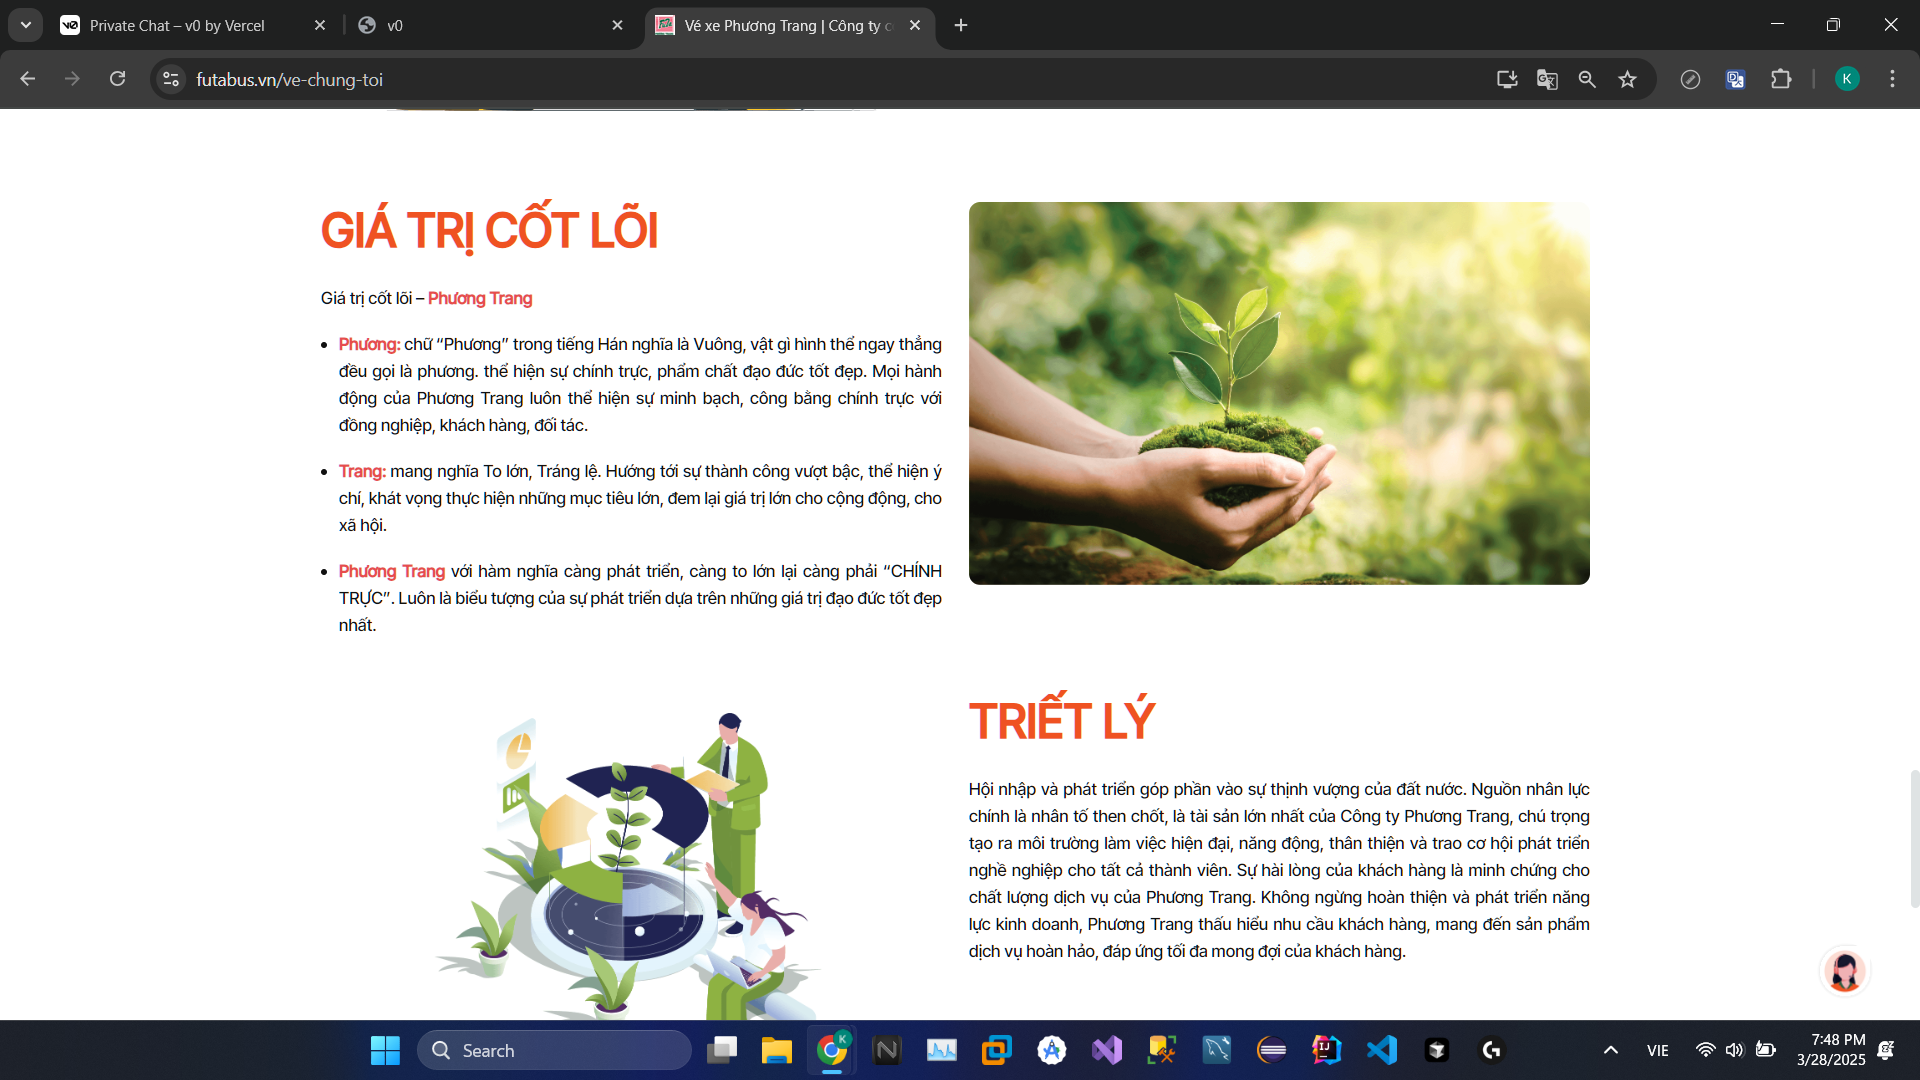 Private Chat – v0 by Vercel
v0
Vé xe Phương Trang | Công ty c
futabus.vn/ve-chung-toi
K
GIÁ TRỊ CỐT LÕI
Giá trị cốt lõi – Phương Trang
Phương: chữ “Phương” trong tiếng Hán nghĩa là Vuông, vật gì hình thể ngay thẳng
đều gọi là phương. thể hiện sự chính trực, phẩm chất đạo đức tốt đẹp. Mọi hành
động của Phương Trang luôn thể hiện sự minh bạch, công bằng chính trực với
đồng nghiệp, khách hàng, đối tác.
Trang: mang nghĩa To lớn, Tráng lệ. Hướng tới sự thành công vượt bậc, thể hiện ý
chí, khát vọng thực hiện những mục tiêu lớn, đem lại giá trị lớn cho cộng động, cho
xã hội.
Phương Trang với hàm nghĩa càng phát triển, càng to lớn lại càng phải “CHÍNH
TRỰC”. Luôn là biểu tượng của sự phát triển dựa trên những giá trị đạo đức tốt đẹp
nhất.
TRIẾT LÝ
Hội nhập và phát triển góp phần vào sự thịnh vượng của đất nước. Nguồn nhân lực
chính là nhân tố then chốt, là tài sản lớn nhất của Công ty Phương Trang, chú trọng
tạo ra môi trường làm việc hiện đại, năng động, thân thiện và trao cơ hội phát triển
nghề nghiệp cho tất cả thành viên. Sự hài lòng của khách hàng là minh chứng cho
chất lượng dịch vụ của Phương Trang. Không ngừng hoàn thiện và phát triển năng
lực kinh doanh, Phương Trang thấu hiểu nhu cầu khách hàng, mang đến sản phẩm
dịch vụ hoàn hảo, đáp ứng tối đa mong đợi của khách hàng.
Search
VIE
7:48 PM
3/28/2025